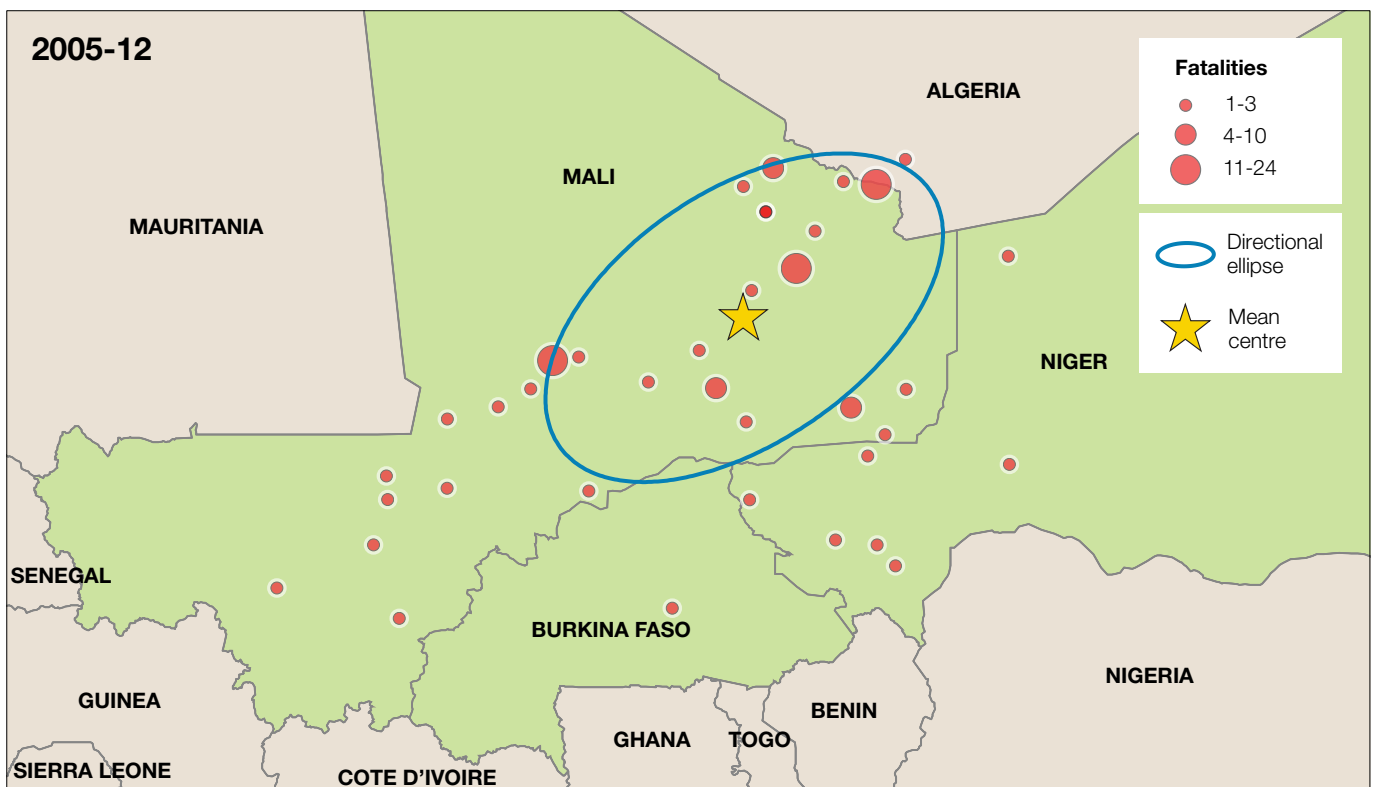 2005-12
ALGERIA
MALI
MAURITANIA
NIGER
SENEGAL
BURKINA FASO
GUINEA
NIGERIA
BENIN
GHANA
TOGO
SIERRA LEONE
COTE D'IVOIRE
Fatalities
1-3
4-10
11-24
Directional
ellipse
Mean
centre